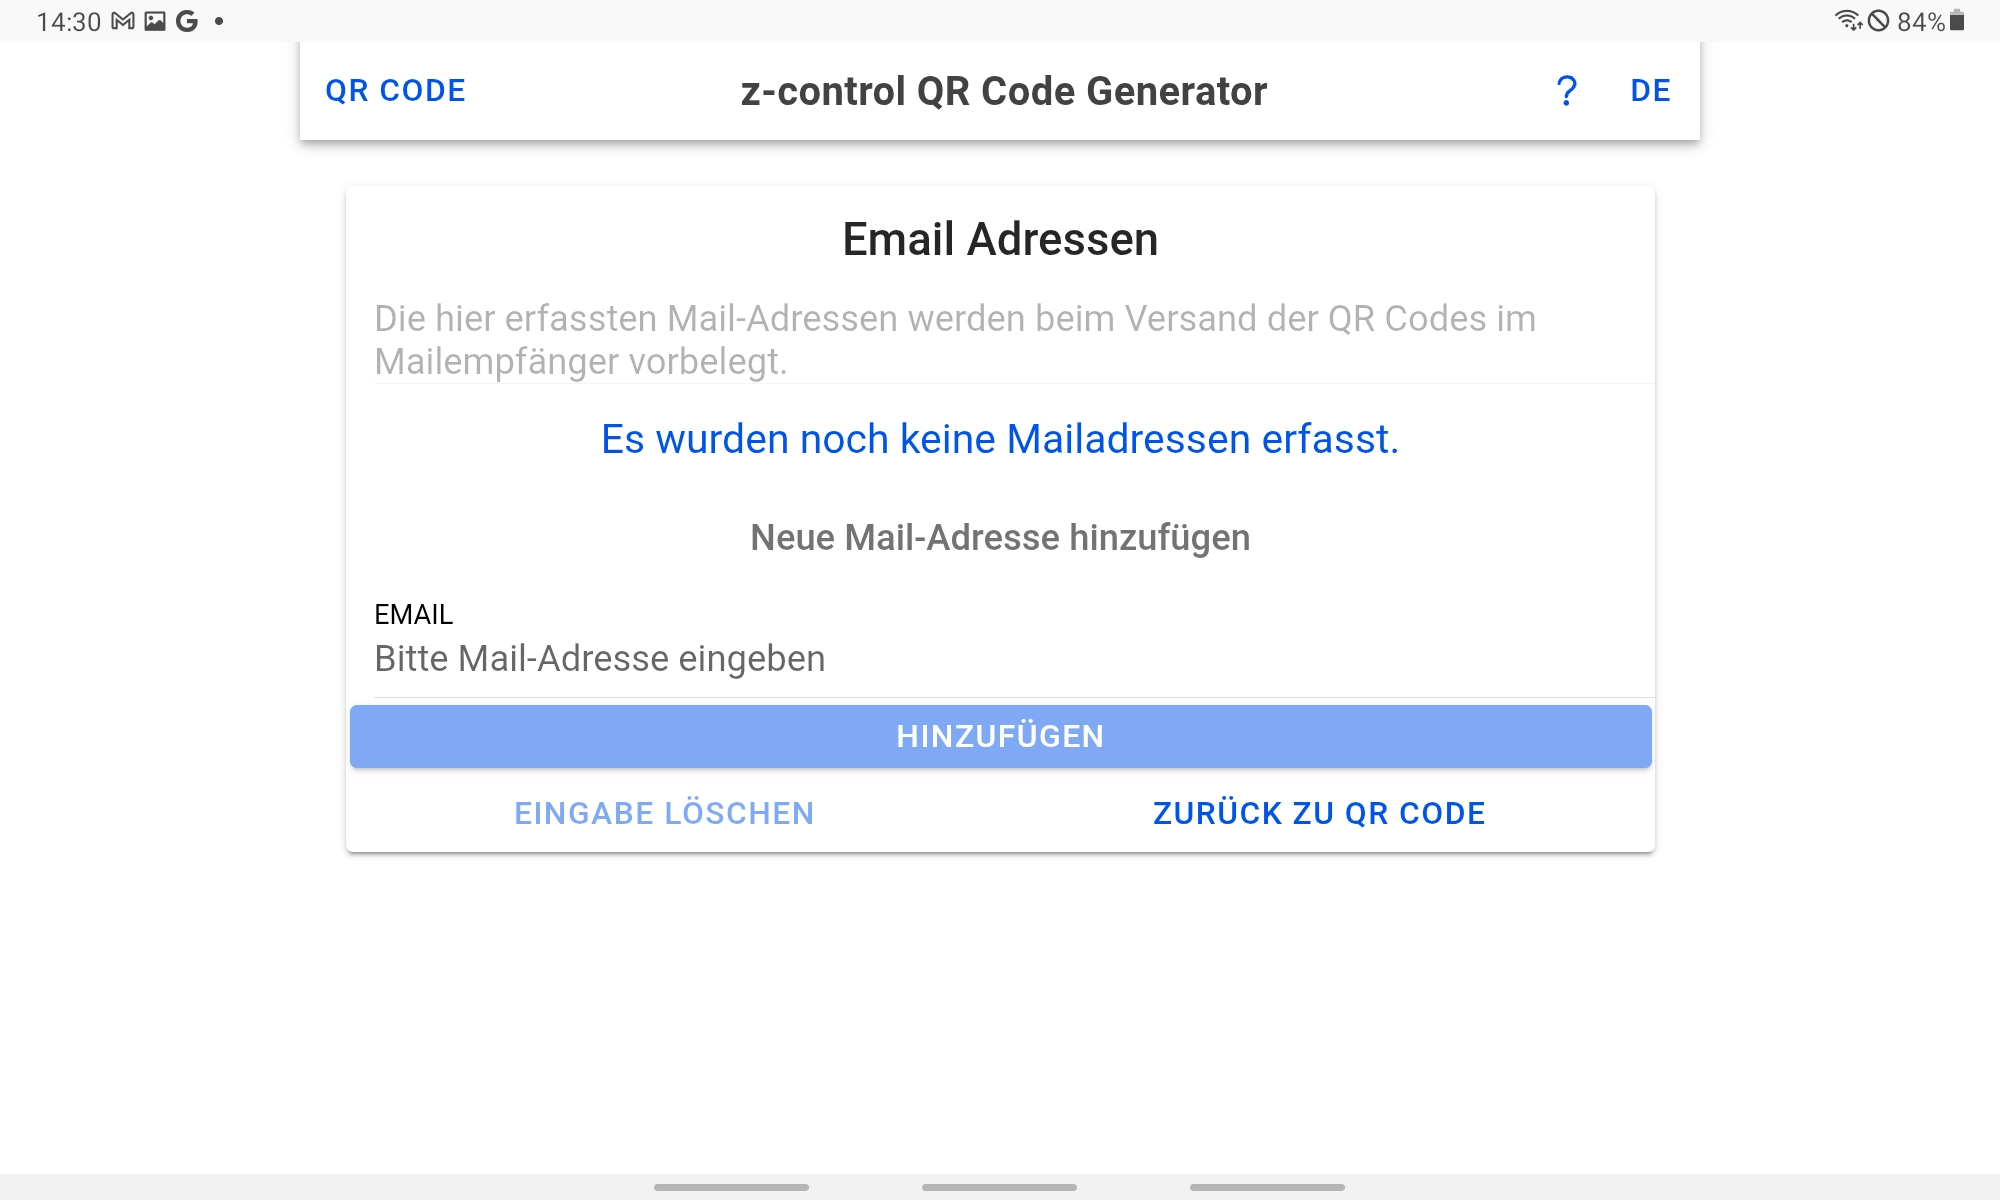 14:30
84%
QR CODE
z-control QR Code Generator
?
DE
Email Adressen
Die hier erfassten Mail-Adressen werden beim Versand der QR Codes im
Mailempfänger vorbelegt.
Es wurden noch keine Mailadressen erfasst.
Neue Mail-Adresse hinzufügen
EMAIL
Bitte Mail-Adresse eingeben
HINZUFÜGEN
EINGABE LÖSCHEN
ZURÜCK ZU QR CODE